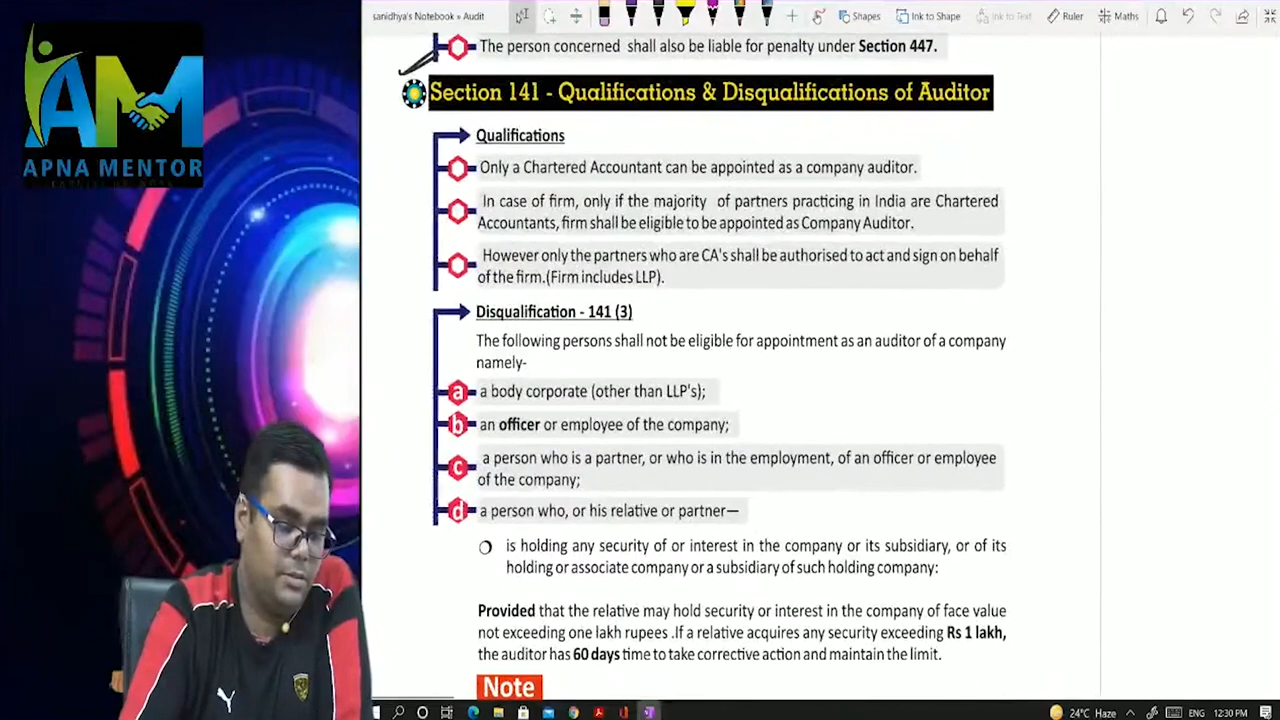 sanidhya's Notebook » Audit
Shapes
Ink to Shape
Ink to Text
Ruler
Maths
AM
APNA MENTOR
The person concerned shall also be liable for penalty under Section 447.
Section 141 - Qualifications & Disqualifications of Auditor
Qualifications
Only a Chartered Accountant can be appointed as a company auditor.
In case of firm, only if the majority of partners practicing in India are Chartered
Accountants, firm shall be eligible to be appointed as Company Auditor.
However only the partners who are CA's shall be authorised to act and sign on behalf
of the firm.(Firm includes LLP).
Disqualification - 141 (3)
The following persons shall not be eligible for appointment as an auditor of a company
namely-
a a body corporate (other than LLP's);
b an officer or employee of the company;
c a person who is a partner, or who is in the employment, of an officer or employee
of the company;
d a person who, or his relative or partner—
is holding any security of or interest in the company or its subsidiary, or of its
holding or associate company or a subsidiary of such holding company:
Provided that the relative may hold security or interest in the company of face value
not exceeding one lakh rupees .If a relative acquires any security exceeding Rs 1 lakh,
the auditor has 60 days time to take corrective action and maintain the limit.
Note
24°C Haze
ENG
12:30 PM